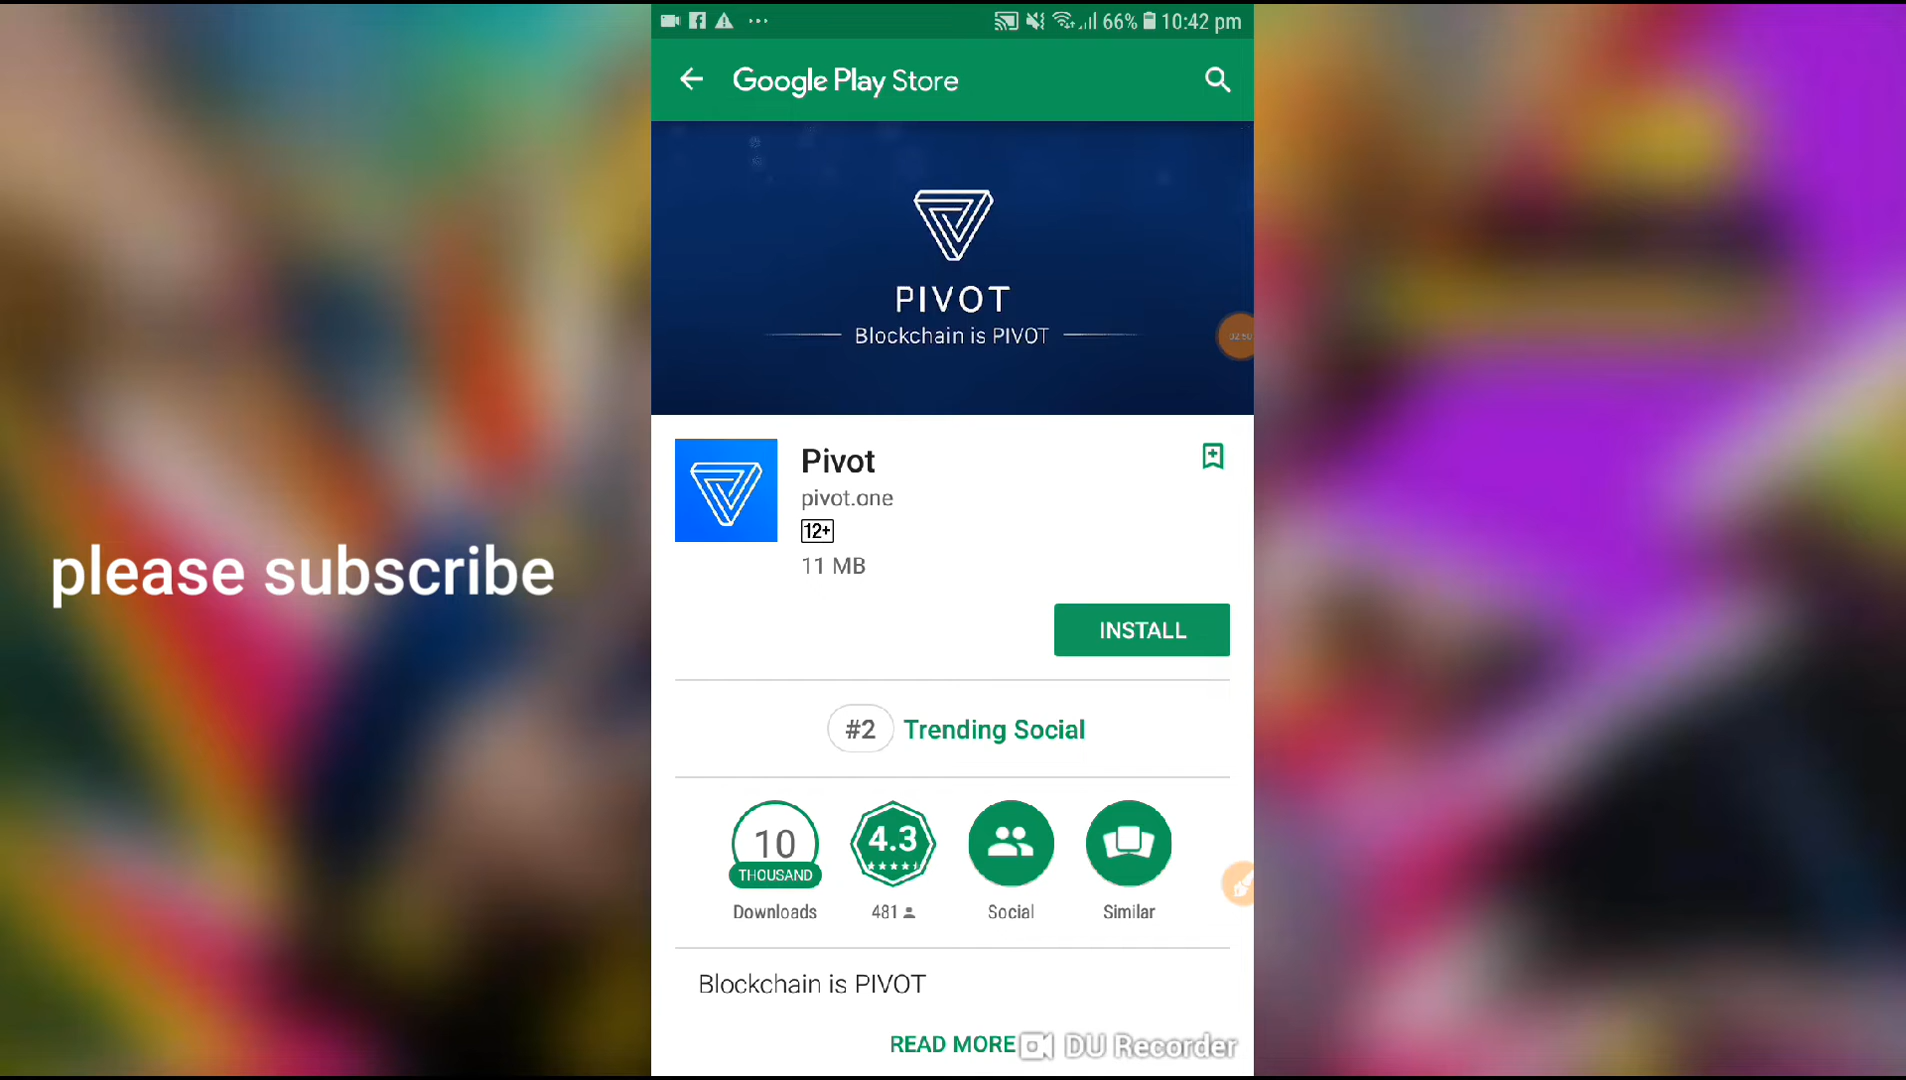 66% 10:42 pm
Google Play Store
PIVOT
Blockchain is PIVOT
02:50
Pivot
pivot.one
12+
11 MB
please subscribe
INSTALL
#2 Trending Social
10 THOUSAND
4.3
Downloads
481
Social
Similar
Blockchain is PIVOT
READ MORE
DU Recorder